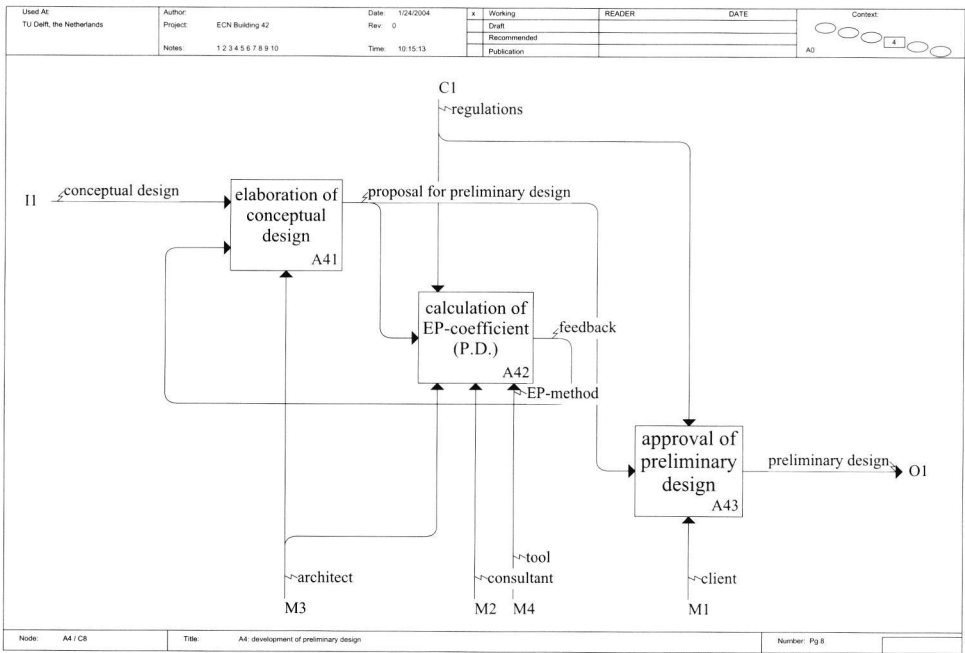 Used At:
TU Delft, the Netherlands
Author:
Project: ECN Building 42
Notes: 1 2 3 4 5 6 7 8 9 10
Date: 1/24/2004
Rev: 0
Time: 10:15:13
x Working
Draft
Recommended
Publication
READER DATE
Context:
4
A0
C1
regulations
I1
conceptual design
elaboration of
conceptual
design
A41
proposal for preliminary design
calculation of
EP-coefficient
(P.D.)
A42
feedback
EP-method
approval of
preliminary
design
A43
preliminary design
O1
architect
tool
consultant
client
M3
M2
M4
M1
Node: A4 / C8
Title: A4: development of preliminary design
Number: Pg 8